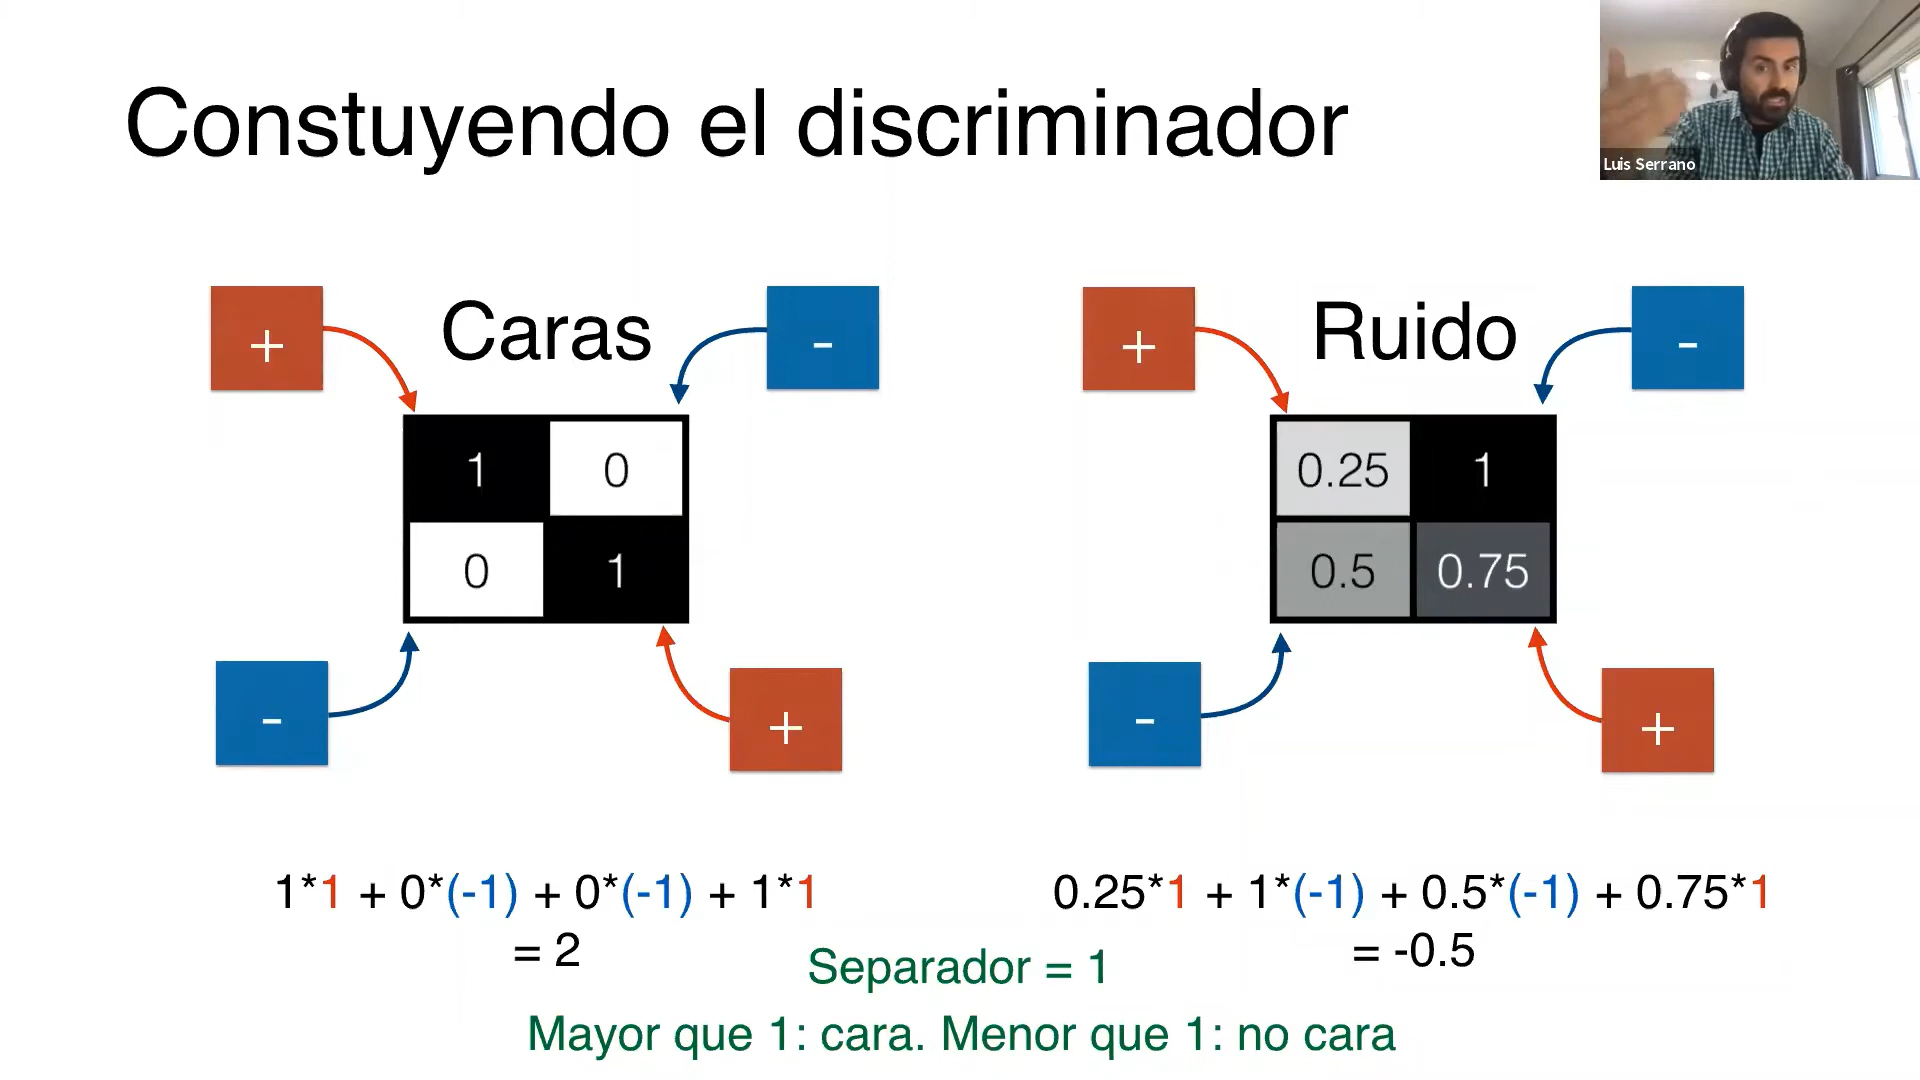 Constuyendo el discriminador
Luis Serrano
+
Caras
-
1
0
0
1
-
+
1*1 + 0*(-1) + 0*(-1) + 1*1
= 2
+
Ruido
-
0.25
1
0.5
0.75
-
+
0.25*1 + 1*(-1) + 0.5*(-1) + 0.75*1
= -0.5
Separador = 1
Mayor que 1: cara. Menor que 1: no cara